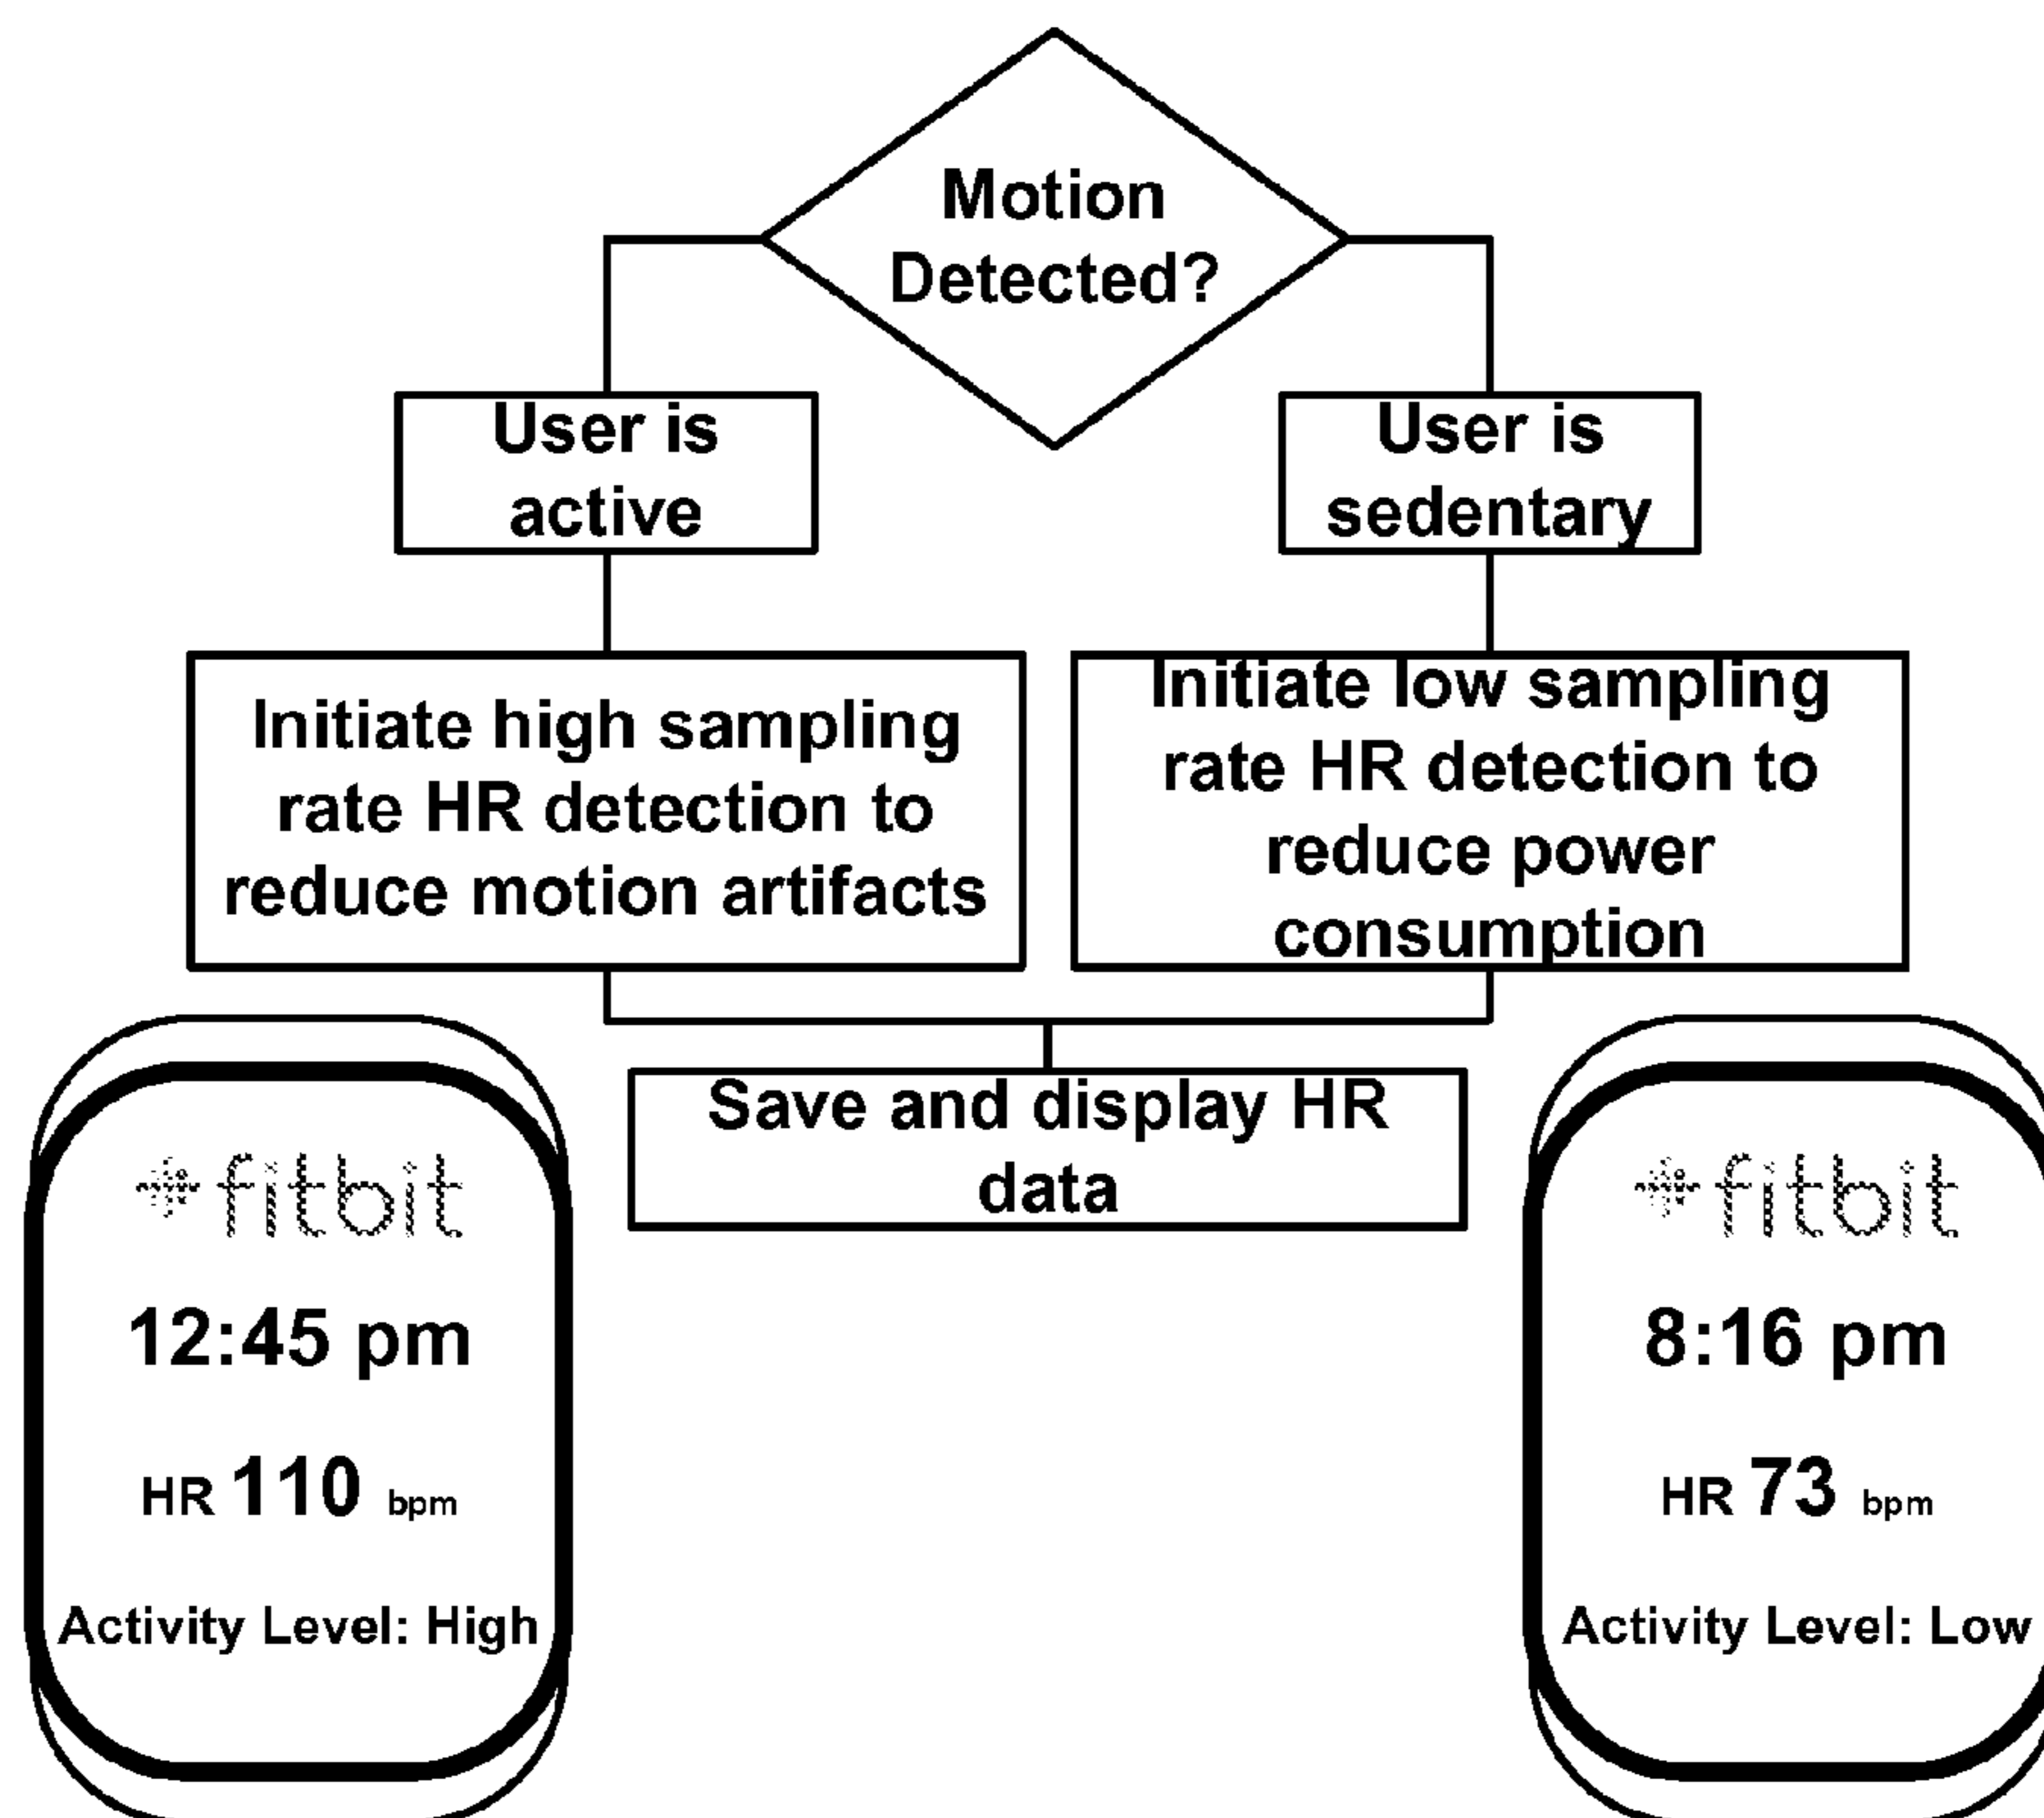 Motion
Detected?
User is
active
User is
sedentary
Initiate high sampling
rate HR detection to
reduce motion artifacts
Initiate low sampling
rate HR detection to
reduce power
consumption
Save and display HR
data
fitbit
12:45 pm
HR 110 bpm
Activity Level: High
fitbit
8:16 pm
HR 73 bpm
Activity Level: Low